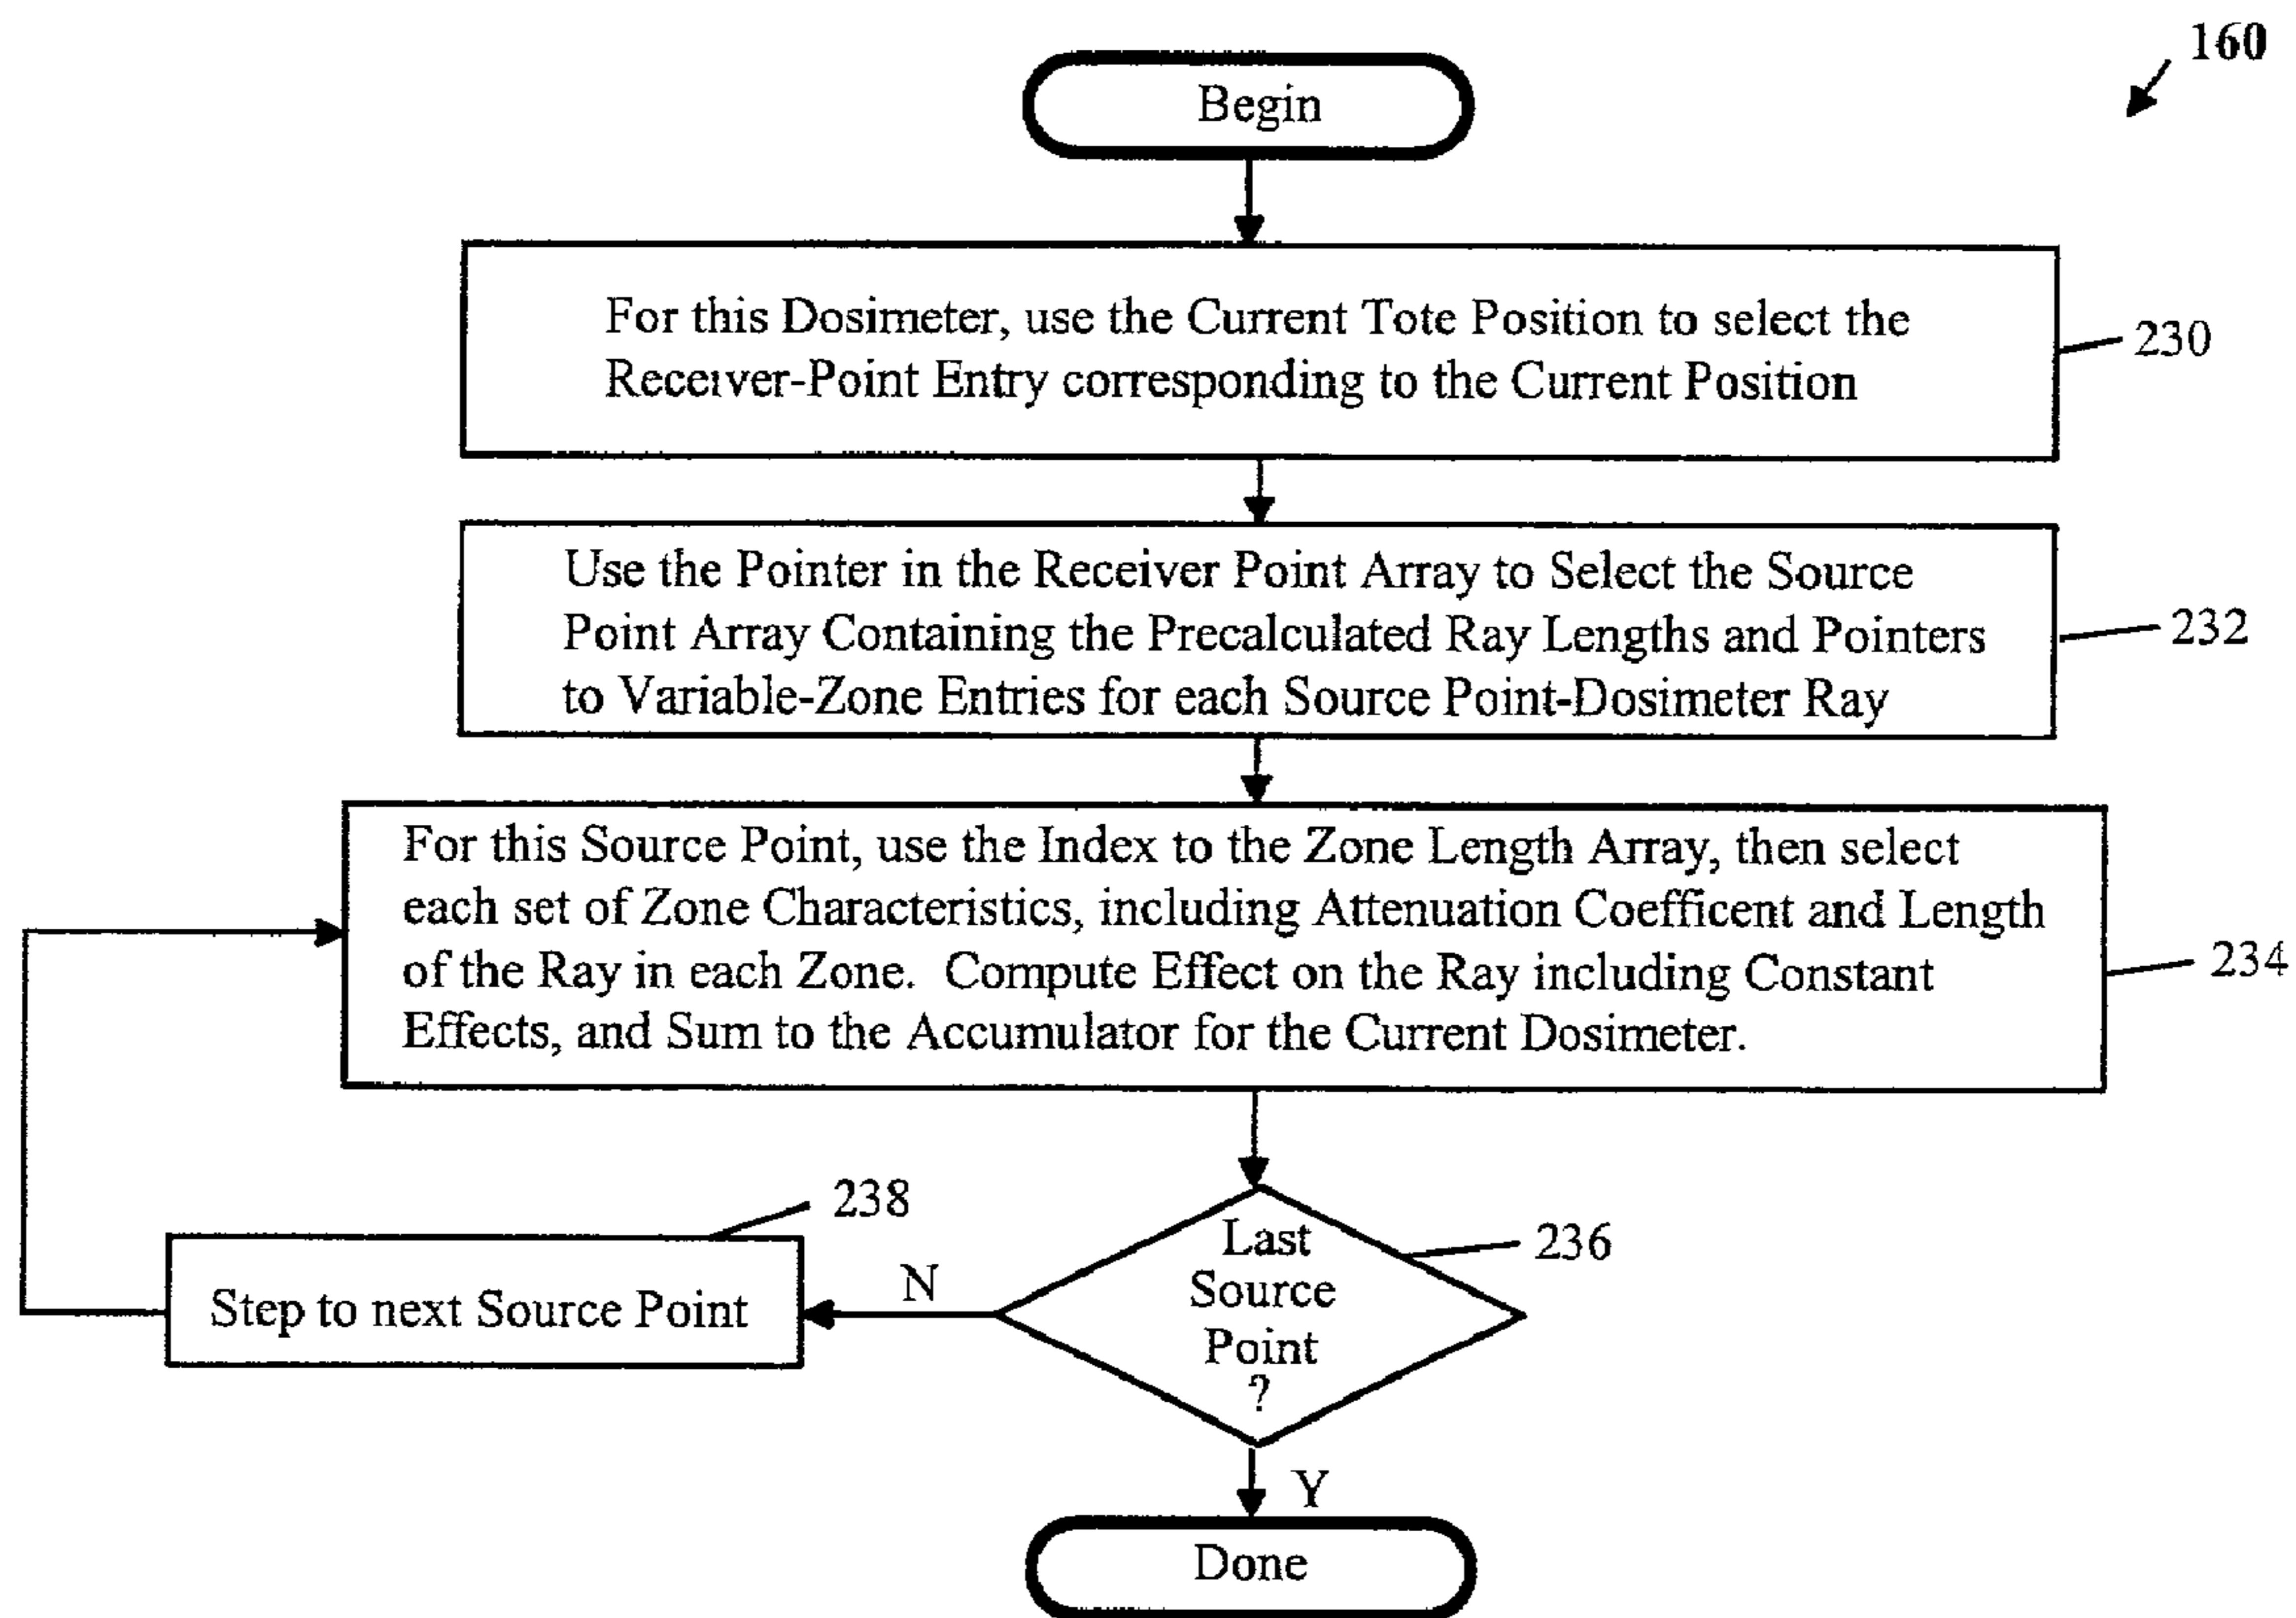 160
Begin
For this Dosimeter, use the Current Tote Position to select the
Receiver-Point Entry corresponding to the Current Position
230
Use the Pointer in the Receiver Point Array to Select the Source
Point Array Containing the Precalculated Ray Lengths and Pointers
to Variable-Zone Entries for each Source Point-Dosimeter Ray
232
For this Source Point, use the Index to the Zone Length Array, then select
each set of Zone Characteristics, including Attenuation Coefficent and Length
of the Ray in each Zone. Compute Effect on the Ray including Constant
Effects, and Sum to the Accumulator for the Current Dosimeter.
234
Last
Source
Point
?
236
N
238
Step to next Source Point
Y
Done